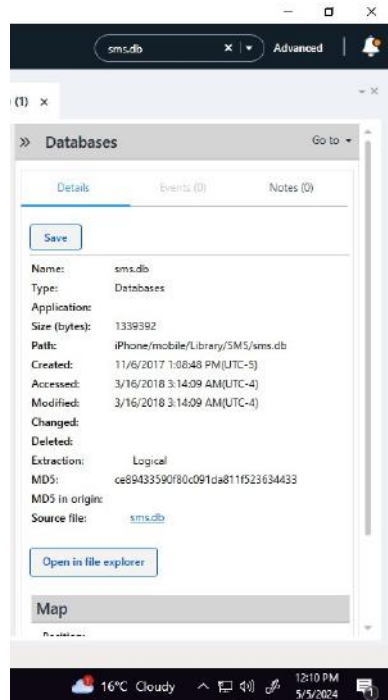 sms.db
Advanced
(1)
Databases
Go to
Details
Events (0)
Notes (0)
Save
Name: sms.db
Type: Databases
Application:
Size (bytes): 1339392
Path: iPhone/mobile/Library/SMS/sms.db
Created: 11/6/2017 1:08:48 PM(UTC-5)
Accessed: 3/16/2018 3:14:09 AM(UTC-4)
Modified: 3/16/2018 3:14:09 AM(UTC-4)
Changed:
Deleted:
Extraction: Logical
MD5: ce89433590f80c091da811f523634433
MD5 in origin:
Source file: sms.db
Open in file explorer
Map
Position:
16°C Cloudy
12:10 PM
5/5/2024